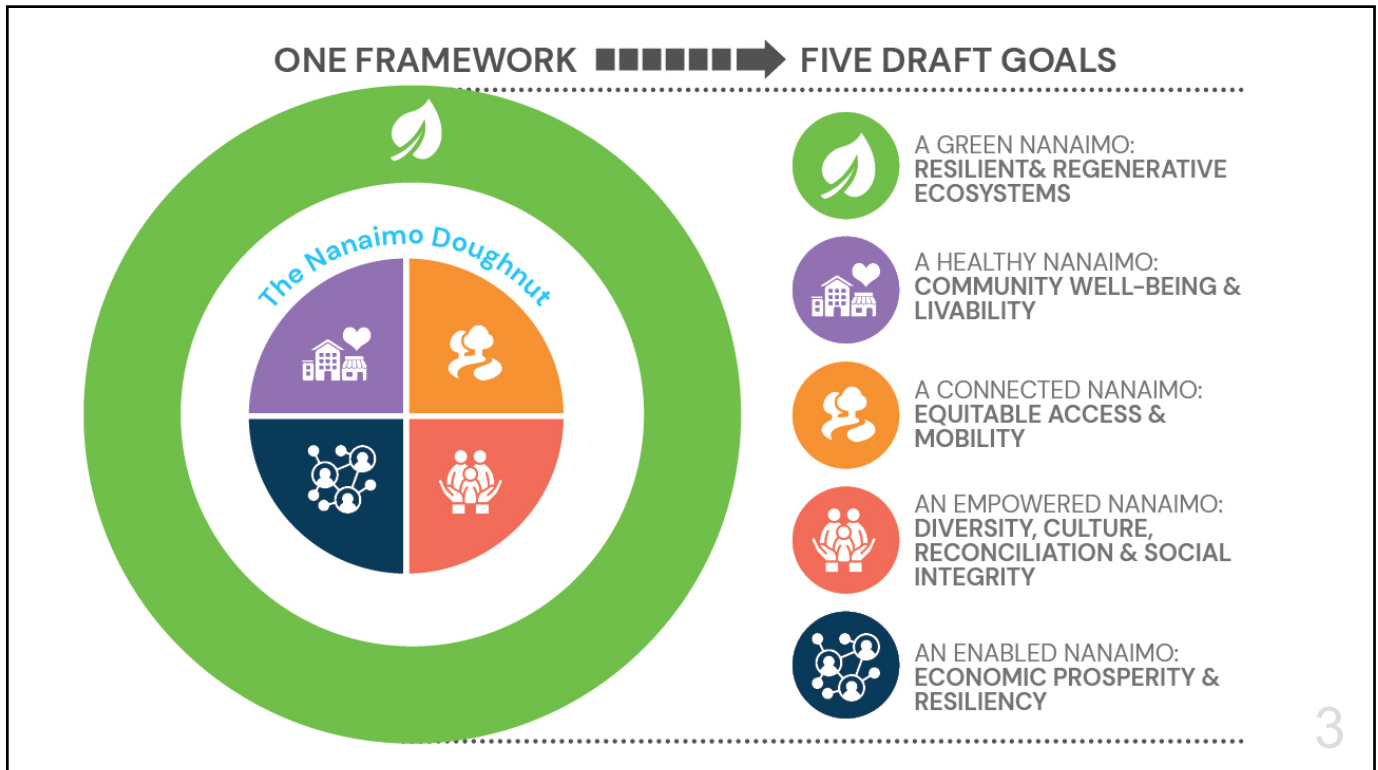 ONE FRAMEWORK
FIVE DRAFT GOALS
The Nanaimo Doughnut
A GREEN NANAIMO:
RESILIENT& REGENERATIVE
ECOSYSTEMS
A HEALTHY NANAIMO:
COMMUNITY WELL-BEING &
LIVABILITY
A CONNECTED NANAIMO:
EQUITABLE ACCESS &
MOBILITY
AN EMPOWERED NANAIMO:
DIVERSITY, CULTURE,
RECONCILIATION & SOCIAL
INTEGRITY
AN ENABLED NANAIMO:
ECONOMIC PROSPERITY &
RESILIENCY
3